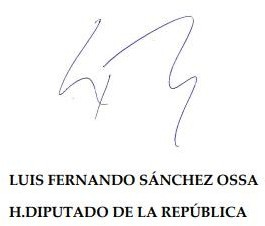 LUIS FERNANDO SÁNCHEZ OSSA
H.DIPUTADO DE LA REPÚBLICA